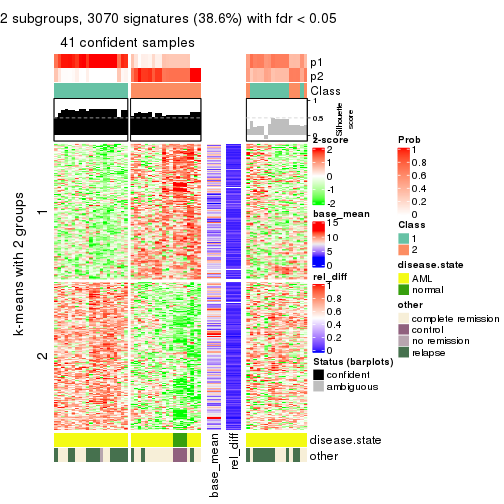 2 subgroups, 3070 signatures (38.6%) with fdr < 0.05
41 confident samples
p1
p2
Class
1
0.5
0
Silhouette
score
k-means with 2 groups
1
2
z-score
2
1
0
-1
-2
base_mean
15
10
5
0
rel_diff
1
0.8
0.6
0.4
0.2
0
Status (barplots)
confident
ambiguous
Prob
1
0.8
0.6
0.4
0.2
0
Class
1
2
disease.state
AML
normal
other
complete remission
control
no remission
relapse
disease.state
other
base_mean
rel_diff